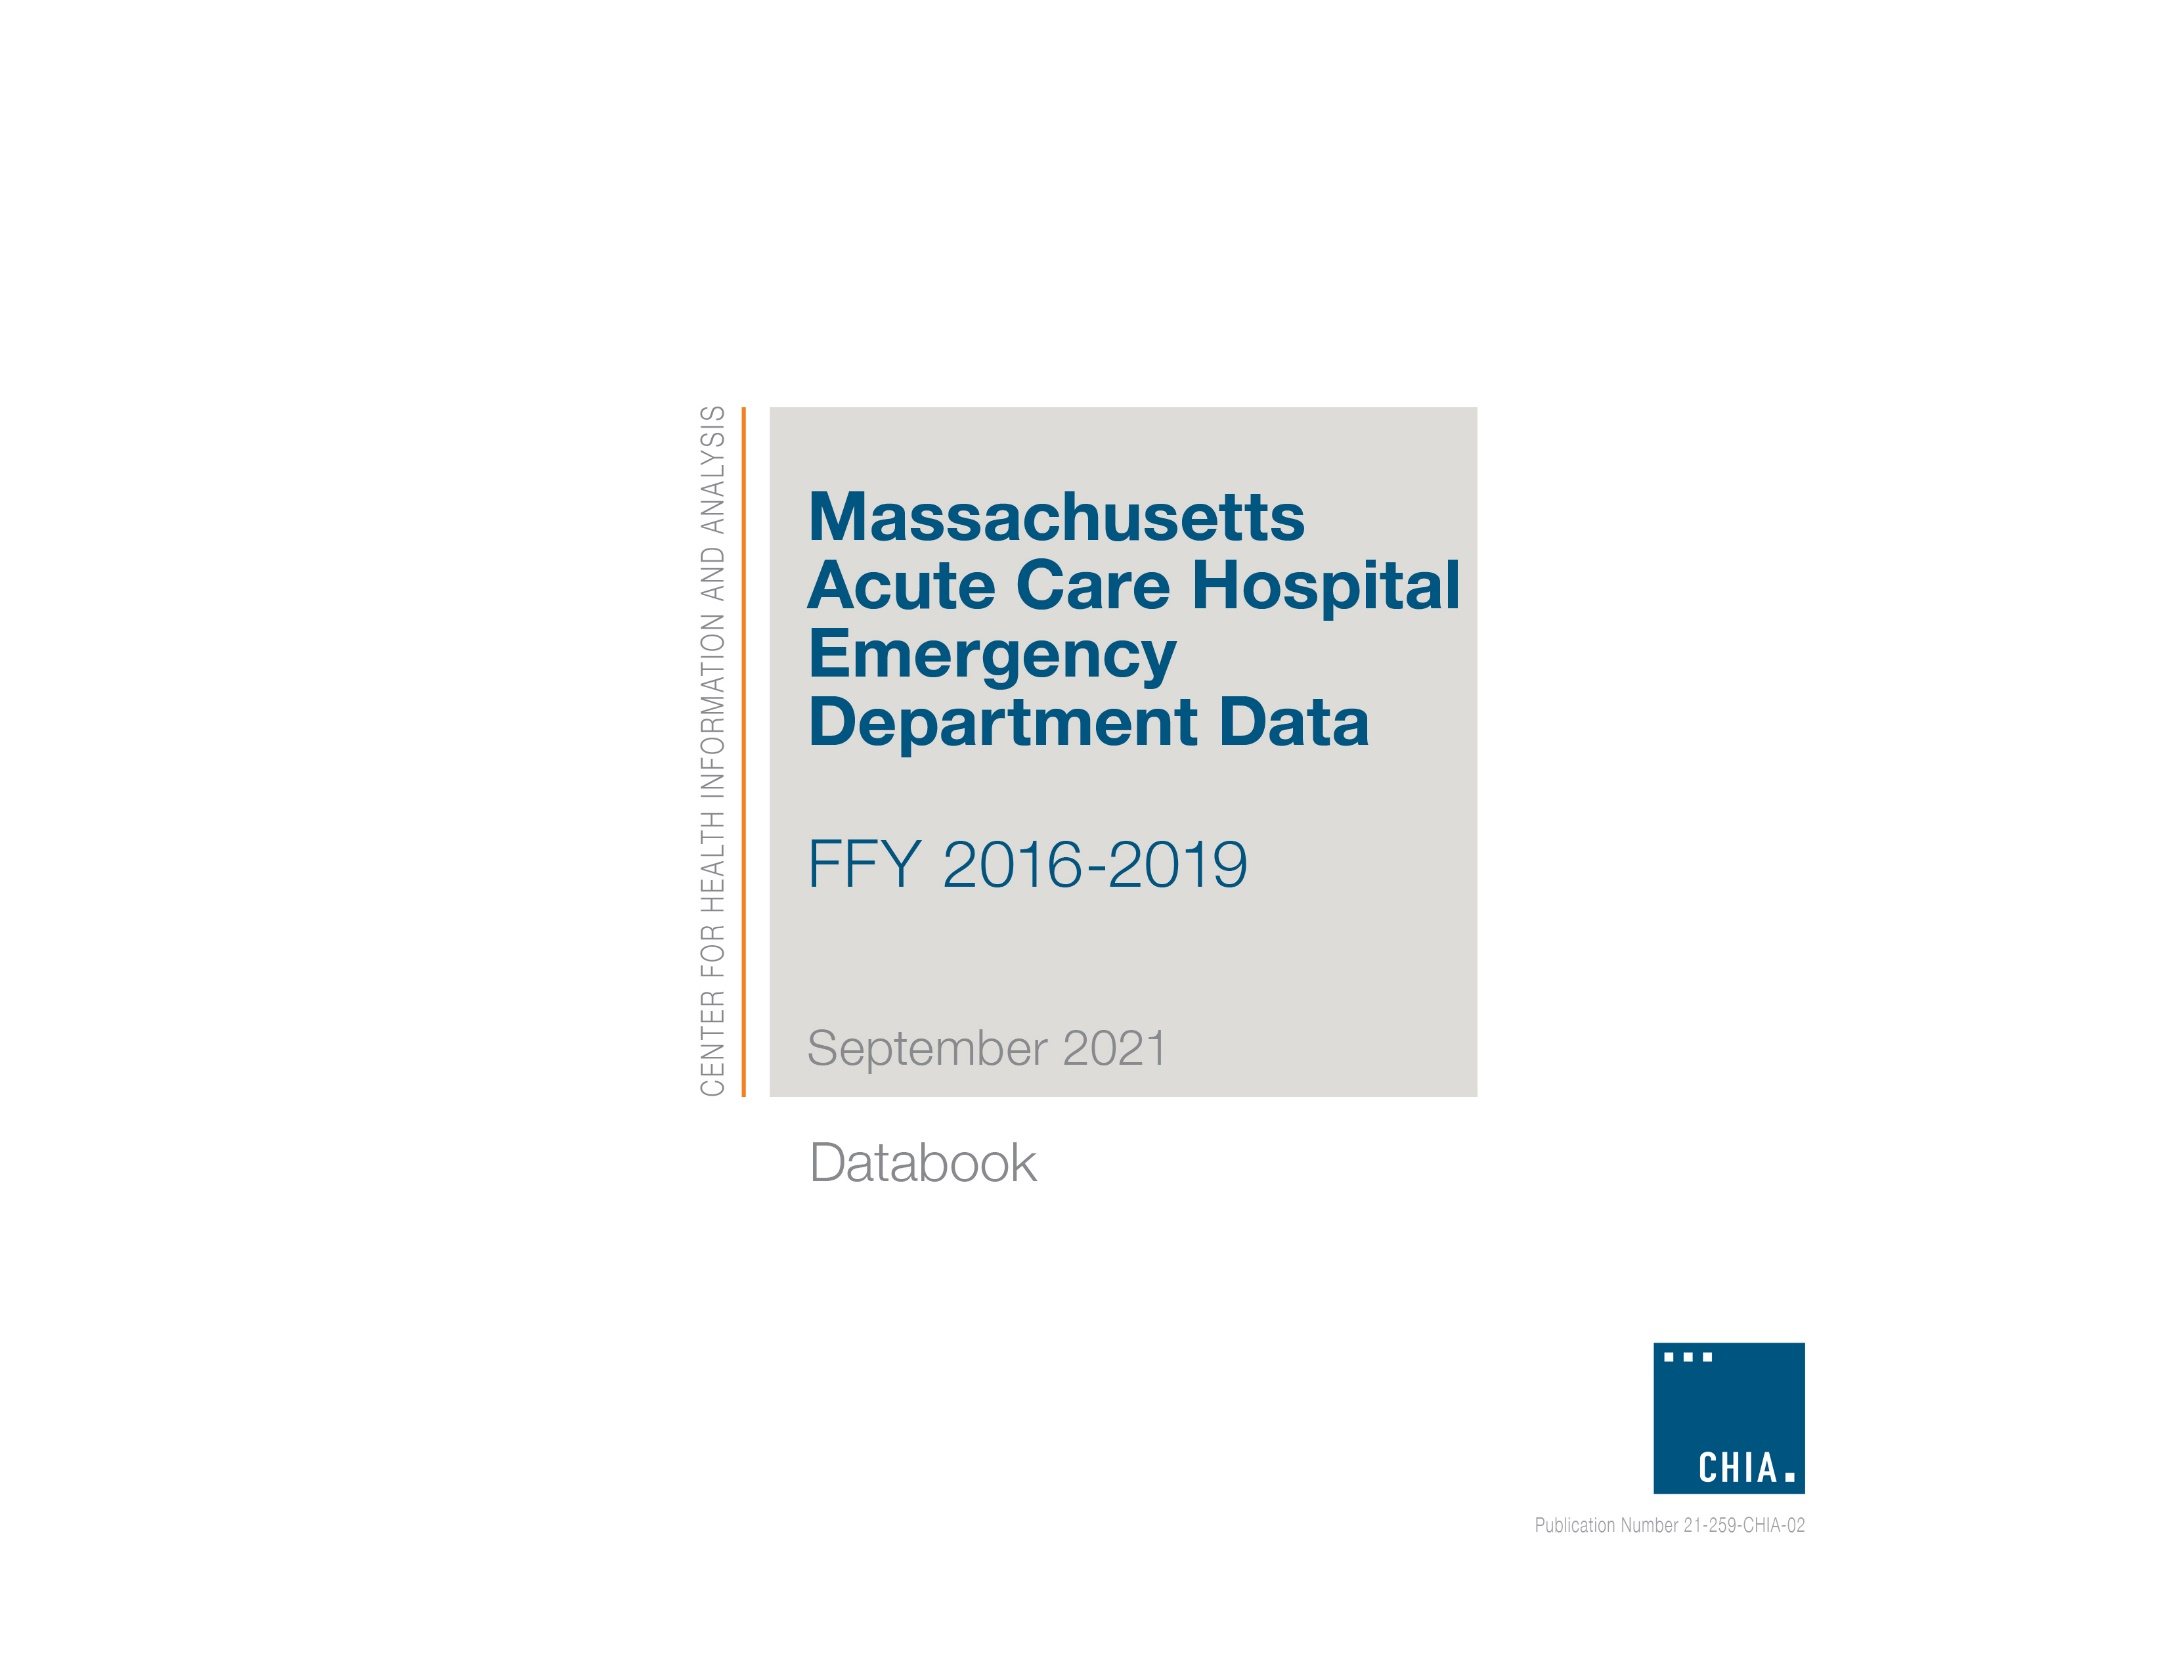 CENTER FOR HEALTH INFORMATION AND ANALYSIS
Massachusetts
Acute Care Hospital
Emergency
Department Data
FFY 2016-2019
September 2021
Databook
CHIA.
Publication Number 21-259-CHIA-02